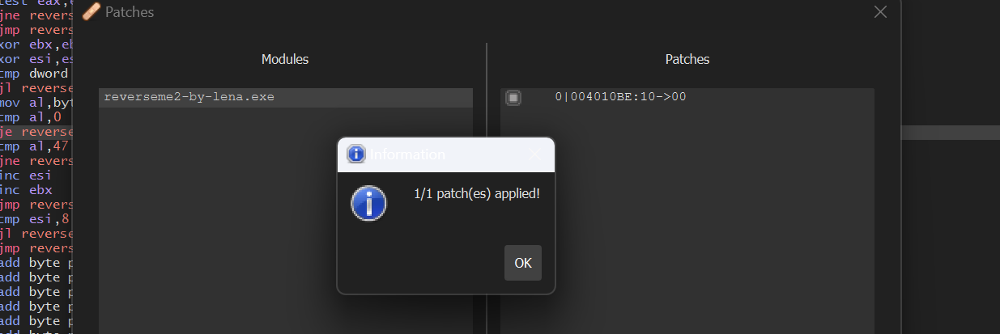 Patches
Modules
Patches
reverseme2-by-lena.exe
0|004010BE:10->00
Information
1/1 patch(es) applied!
OK
test eax,e
jne revers
jmp revers
xor ebx,eb
xor esi,es
cmp dword
jl reverse
mov al,byt
cmp al,0
je reverse
cmp al,47
jne revers
inc esi
inc ebx
jmp revers
cmp esi,8
jl reverse
jmp revers
add byte p
add byte p
add byte p
add byte p
add byte p